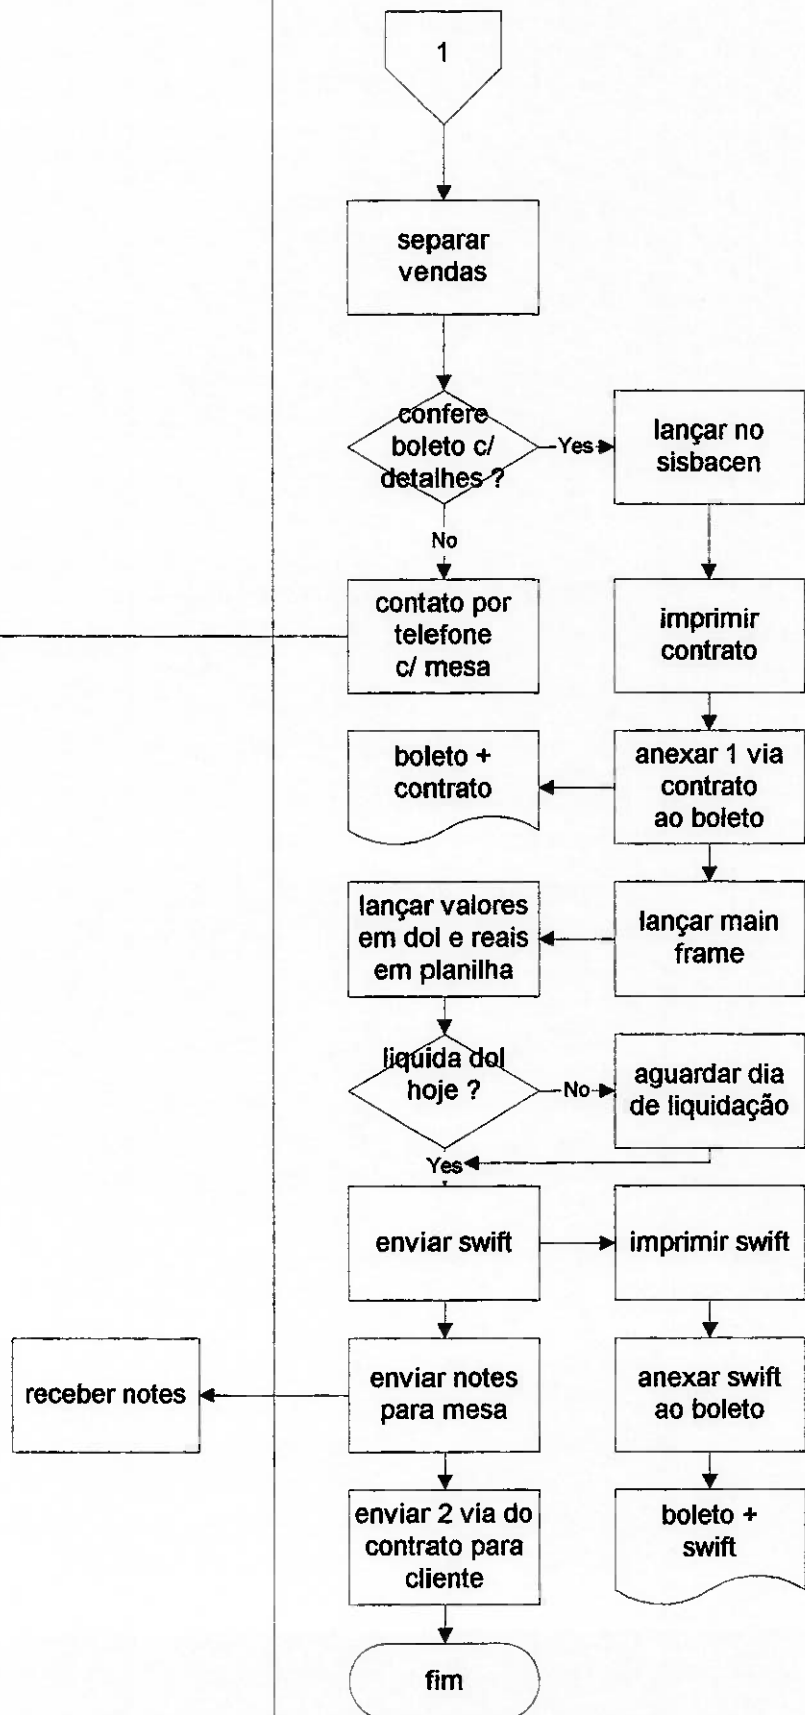 1
separar
vendas
confere
boleto c/
detalhes ?
Yes
lançar no
sisbacen
No
contato por
telefone
c/ mesa
imprimir
contrato
boleto +
contrato
anexar 1 via
contrato
ao boleto
lançar valores
em dol e reais
em planilha
lançar main
frame
liquida dol
hoje ?
No
aguardar dia
de liquidação
Yes
enviar swift
imprimir swift
receber notes
enviar notes
para mesa
anexar swift
ao boleto
enviar 2 via do
contrato para
cliente
boleto +
swift
fim